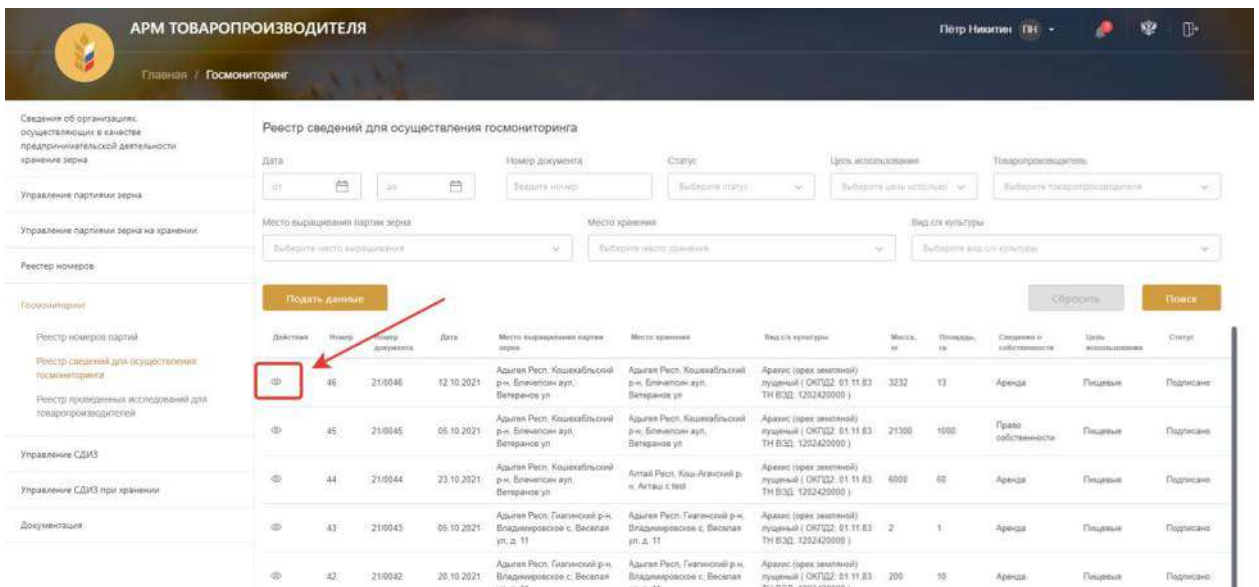 АРМ ТОВАРОПРОИЗВОДИТЕЛЯ
Пётр Никитин ПН
Главная / Госмониторинг
Сведения об организациях,
осуществляющих в качестве
предпринимательской деятельности
хранение зерна
Управление партиями зерна
Управление партиями зерна на хранении
Реестер номеров
Госмониторинг
Реестр номеров партий
Реестр сведений для осуществления
госмониторинга
Реестр проведенных исследований для
товаропроизводителей
Управление СДИЗ
Управление СДИЗ при хранении
Документация
Реестр сведений для осуществления госмониторинга
Дата
от
до
Номер документа
Введите номер
Статус
Выберите статус
Цель использования
Выберите цель использо
Товаропроизводитель
Выберите товаропроизводителя
Место выращивания партии зерна
Выберите место выращивания
Место хранения
Выберите место хранения
Вид с/х культуры
Выберите вид с/х культуры
Подать данные
Сбросить
Поиск
Действия Номер Номер документа Дата Место выращивания партии зерна Место хранения Вид с/х культуры Масса, кг Площадь, га Сведения о собственности Цель использования Статус
46 21/0046 12.10.2021 Адыгея Респ, Кошехабльский р-н, Блечепсин аул, Ветеранов ул Адыгея Респ, Кошехабльский р-н, Блечепсин аул, Ветеранов ул Арахис (орех земляной) лущеный ( ОКПД2: 01.11.83 ТН ВЭД: 1202420000 ) 3232 13 Аренда Пищевые Подписано
45 21/0045 05.10.2021 Адыгея Респ, Кошехабльский р-н, Блечепсин аул, Ветеранов ул Адыгея Респ, Кошехабльский р-н, Блечепсин аул, Ветеранов ул Арахис (орех земляной) лущеный ( ОКПД2: 01.11.83 ТН ВЭД: 1202420000 ) 21300 1000 Право собственности Пищевые Подписано
44 21/0044 23.10.2021 Адыгея Респ, Кошехабльский р-н, Блечепсин аул, Ветеранов ул Алтай Респ, Кош-Агачский р-н, Акташ с test Арахис (орех земляной) лущеный ( ОКПД2: 01.11.83 ТН ВЭД: 1202420000 ) 6000 60 Аренда Пищевые Подписано
43 21/0043 05.10.2021 Адыгея Респ, Гиагинский р-н, Владимировское с, Веселая ул, д. 11 Адыгея Респ, Гиагинский р-н, Владимировское с, Веселая ул, д. 11 Арахис (орех земляной) лущеный ( ОКПД2: 01.11.83 ТН ВЭД: 1202420000 ) 2 1 Аренда Пищевые Подписано
42 21/0042 20.10.2021 Адыгея Респ, Гиагинский р-н, Владимировское с, Веселая Адыгея Респ, Гиагинский р-н, Владимировское с, Веселая Арахис (орех земляной) лущеный ( ОКПД2: 01.11.83 200 10 Аренда Пищевые Подписано